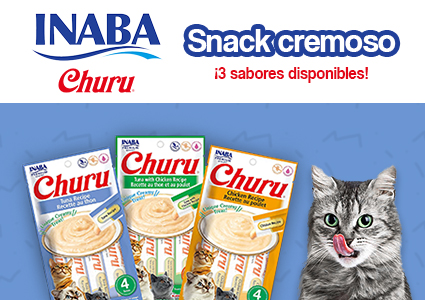 INABA
Churu
Snack cremoso
¡3 sabores disponibles!
INABA
Churu
Tuna Recipe
Recette au thon
4
INABA
Churu
Tuna with Chicken Recipe
Recette au thon et au poulet
4
INABA
Churu
Chicken Recipe
Recette au poulet
4